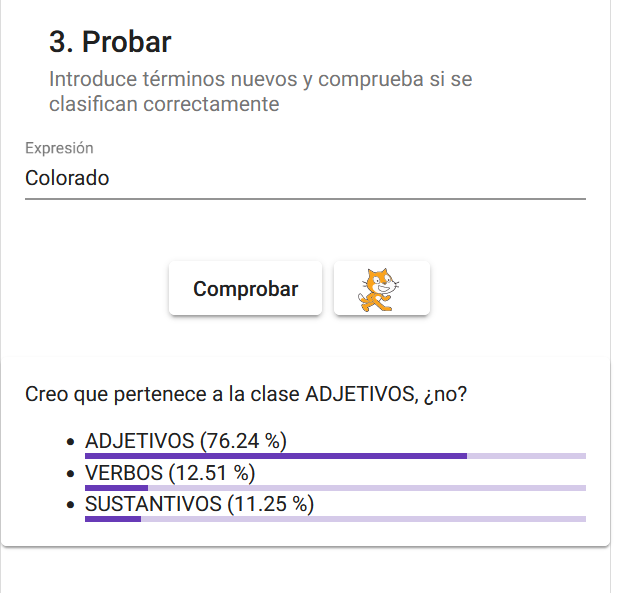 3. Probar
Introduce términos nuevos y comprueba si se
clasifican correctamente
Expresión
Colorado
Comprobar
Creo que pertenece a la clase ADJETIVOS, ¿no?
• ADJETIVOS (76.24 %)
• VERBOS (12.51 %)
• SUSTANTIVOS (11.25 %)